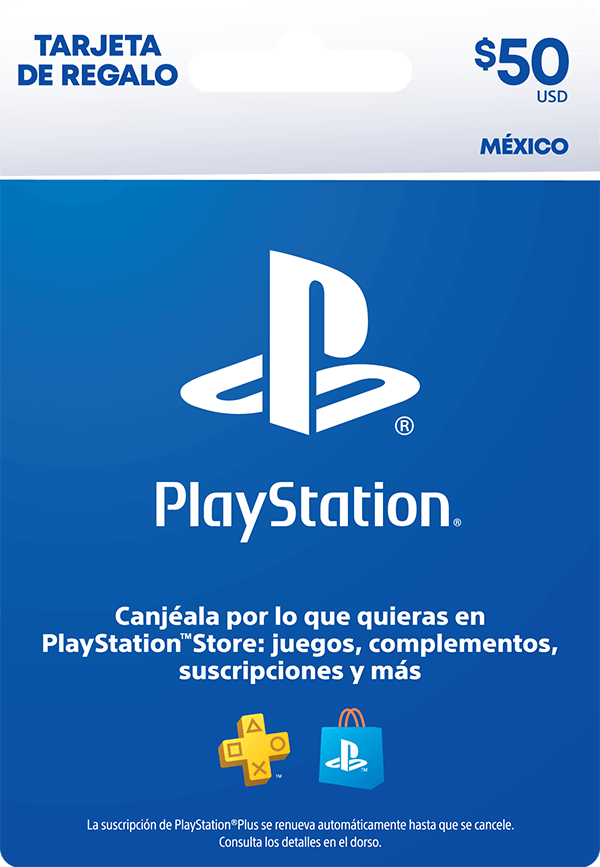 TARJETA
DE REGALO
$50
USD
MÉXICO
®
PlayStation®
Canjéala por lo que quieras en
PlayStation™Store: juegos, complementos,
suscripciones y más
™
™
La suscripción de PlayStation®Plus se renueva automáticamente hasta que se cancele.
Consulta los detalles en el dorso.